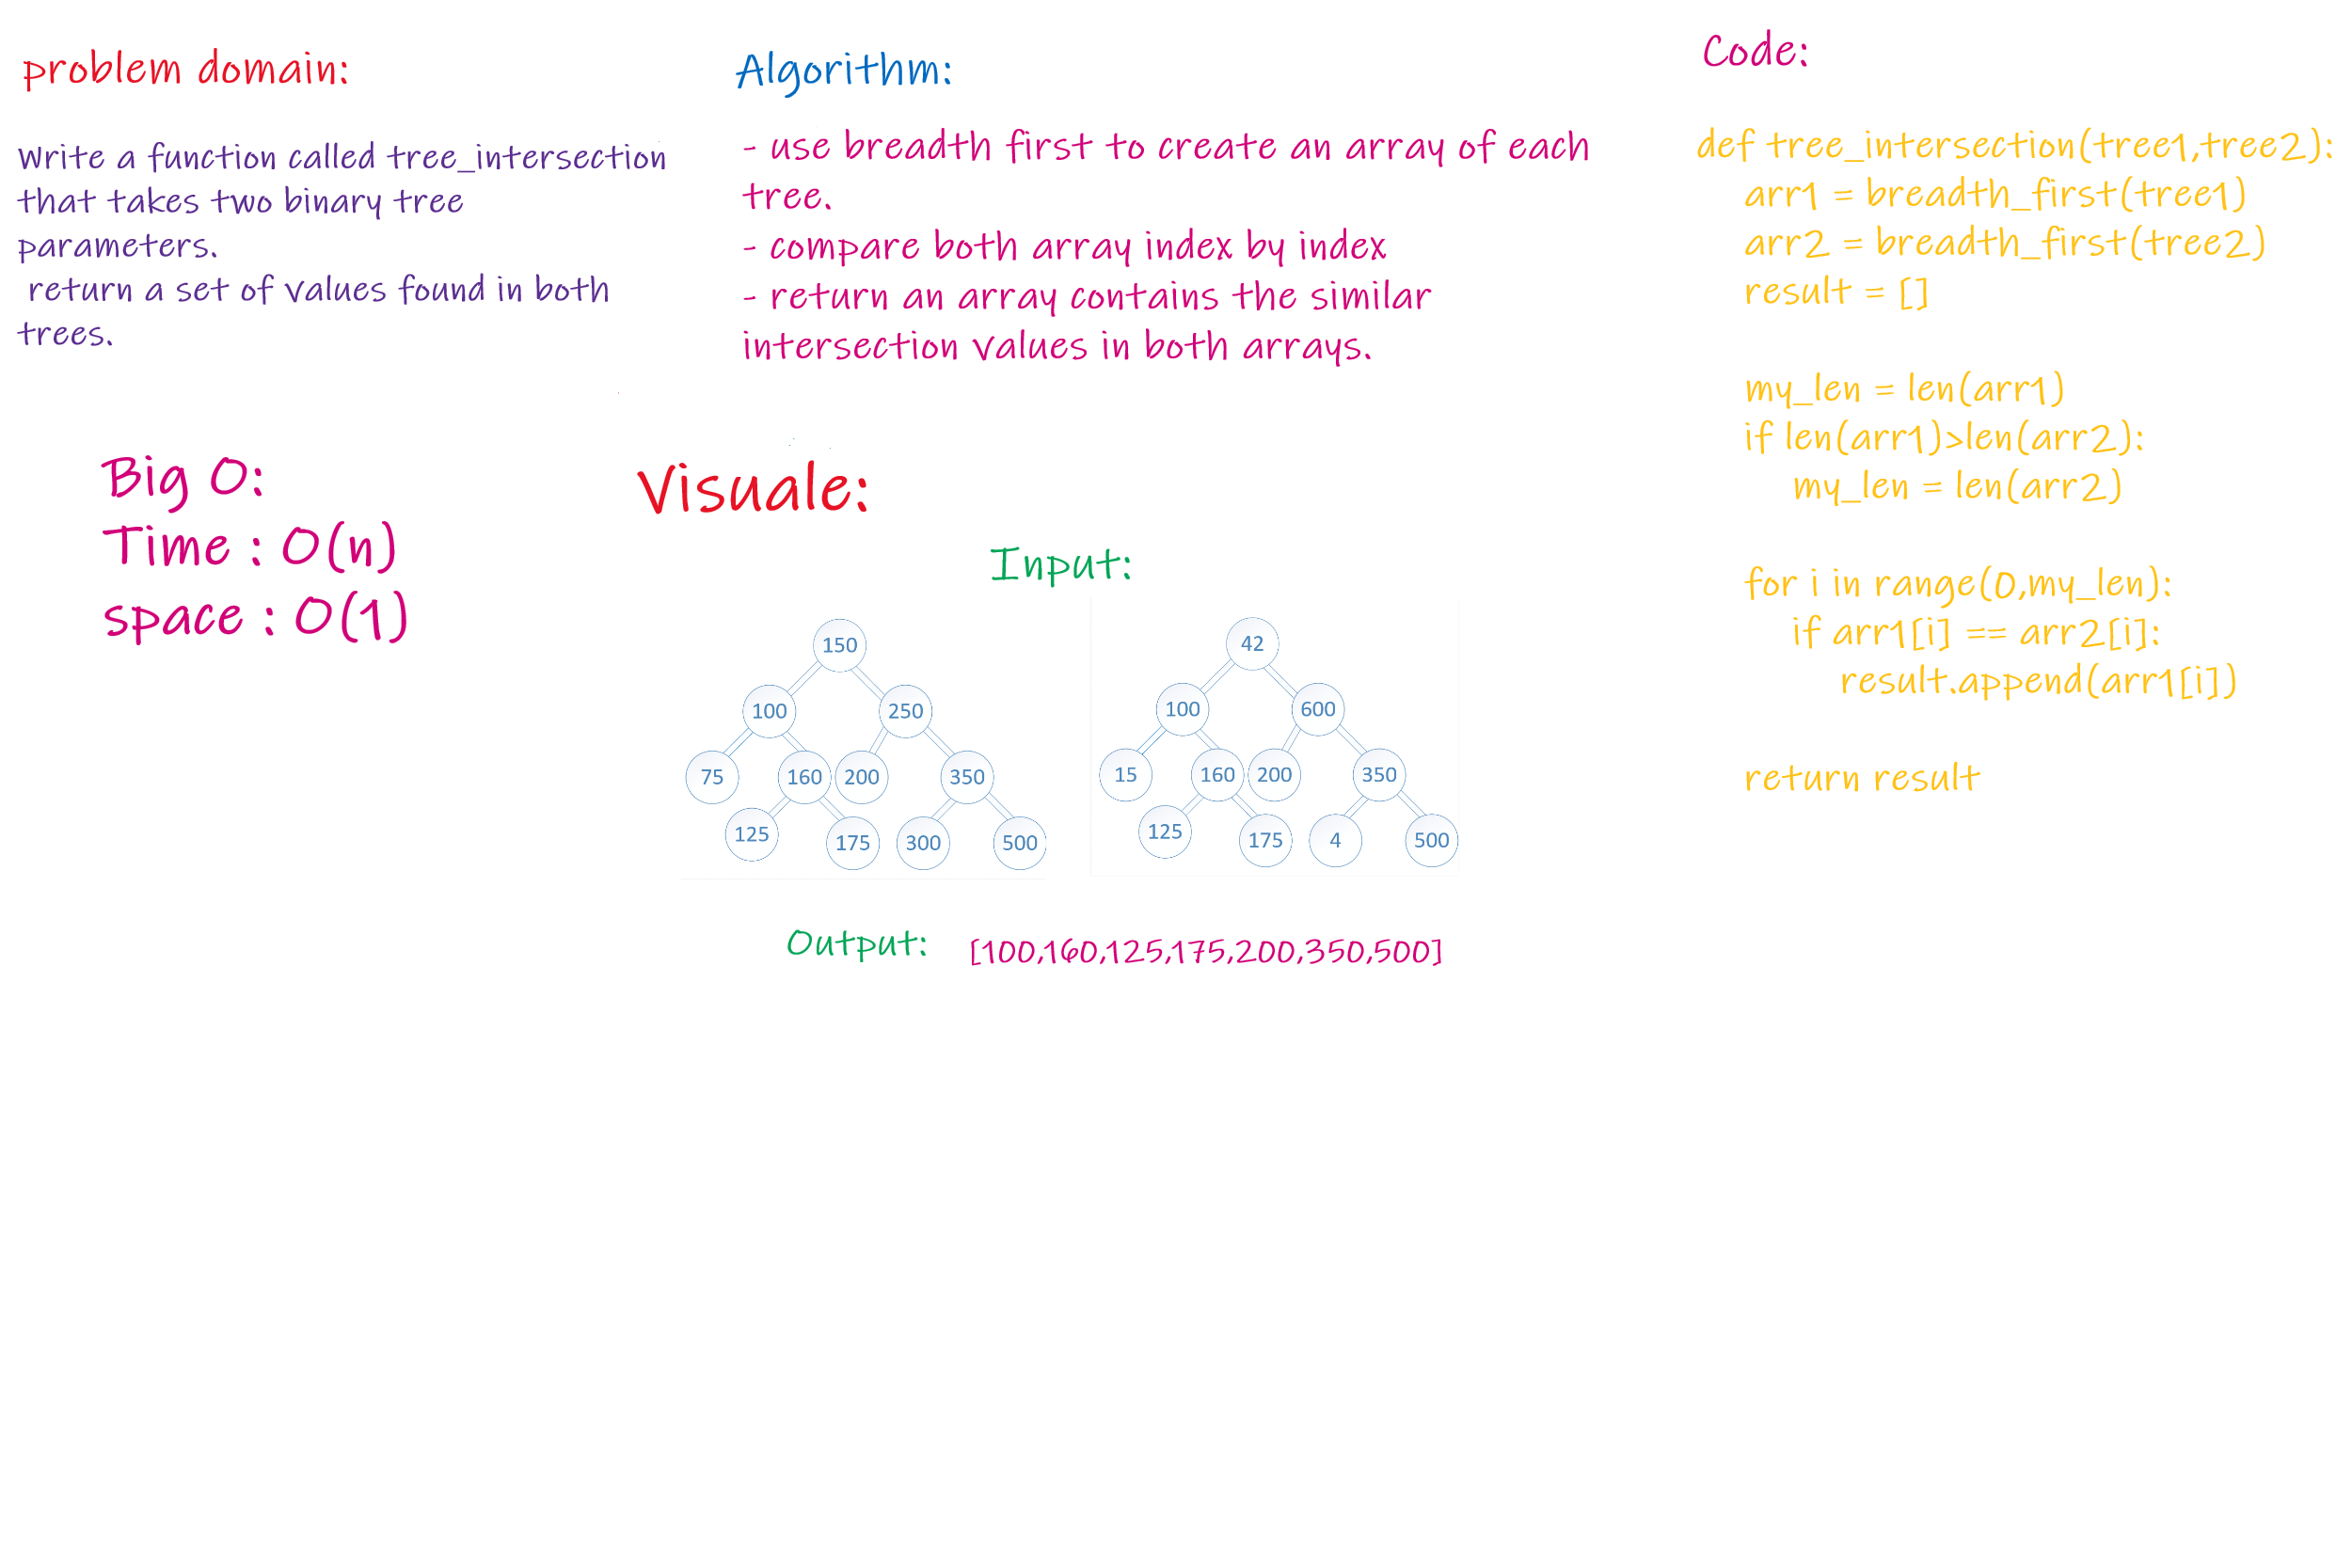 problem domain:
Write a function called tree_intersection
that takes two binary tree
parameters.
return a set of values found in both
trees.
Big O:
Time : O(n)
space : O(1)
Algorithm:
- use breadth first to create an array of each
tree.
- compare both array index by index
- return an array contains the similar
intersection values in both arrays.
Visuale:
Input:
150
100 250
75 160 200 350
125 175 300 500
42
100 600
15 160 200 350
125 175 4 500
Output: [100,160,125,175,200,350,500]
Code:
def tree_intersection(tree1,tree2):
arr1 = breadth_first(tree1)
arr2 = breadth_first(tree2)
result = []
my_len = len(arr1)
if len(arr1)>len(arr2):
my_len = len(arr2)
for i in range(0,my_len):
if arr1[i] == arr2[i]:
result.append(arr1[i])
return result